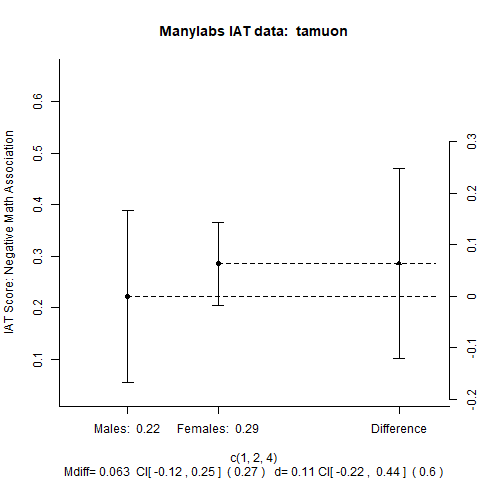 Manylabs IAT data:  tamuon
IAT Score: Negative Math Association
0.6
0.5
0.4
0.3
0.2
0.1
0.3
0.2
0.1
0
-0.1
-0.2
Males:  0.22
Females:  0.29
Difference
c(1, 2, 4)
Mdiff= 0.063  CI[ -0.12 , 0.25 ]  ( 0.27 )   d= 0.11 CI[ -0.22 ,  0.44 ]  ( 0.6 )